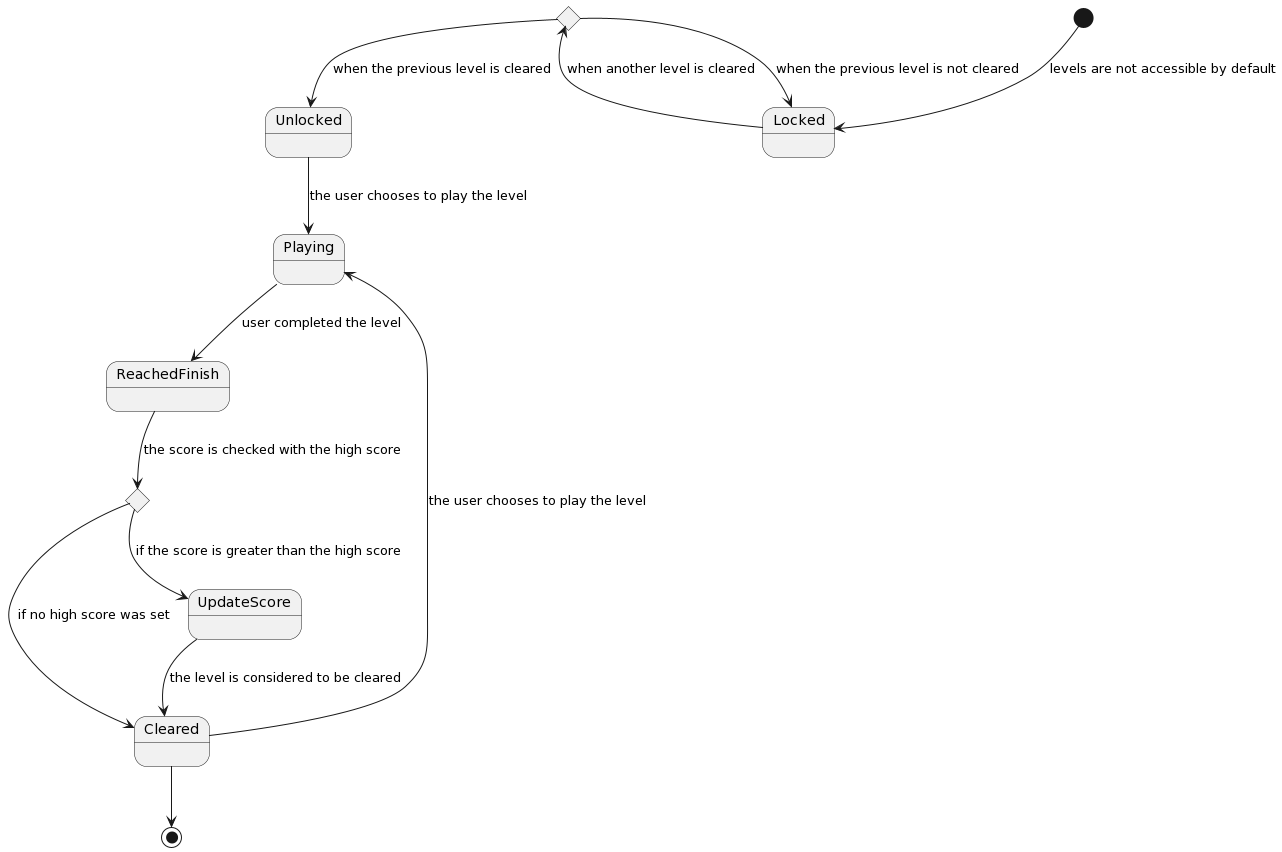 when the previous level is cleared
when another level is cleared
when the previous level is not cleared
levels are not accessible by default
Unlocked
Locked
the user chooses to play the level
Playing
user completed the level
ReachedFinish
the score is checked with the high score
the user chooses to play the level
if the score is greater than the high score
UpdateScore
if no high score was set
the level is considered to be cleared
Cleared